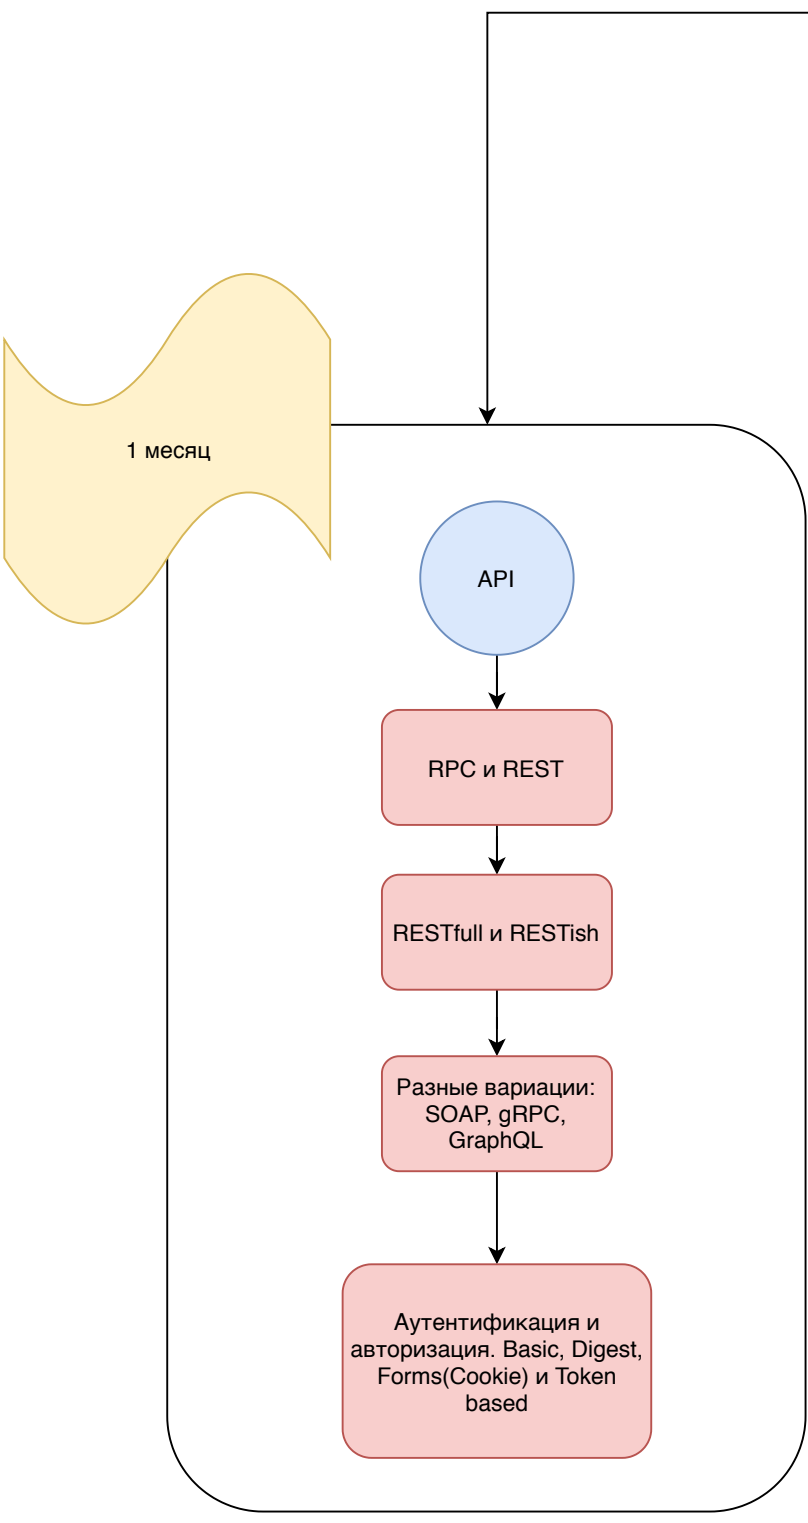 1 месяц
API
RPC и REST
RESTfull и RESTish
Разные вариации:
SOAP, gRPC,
GraphQL
Аутентификация и
авторизация. Basic, Digest,
Forms(Cookie) и Token
based